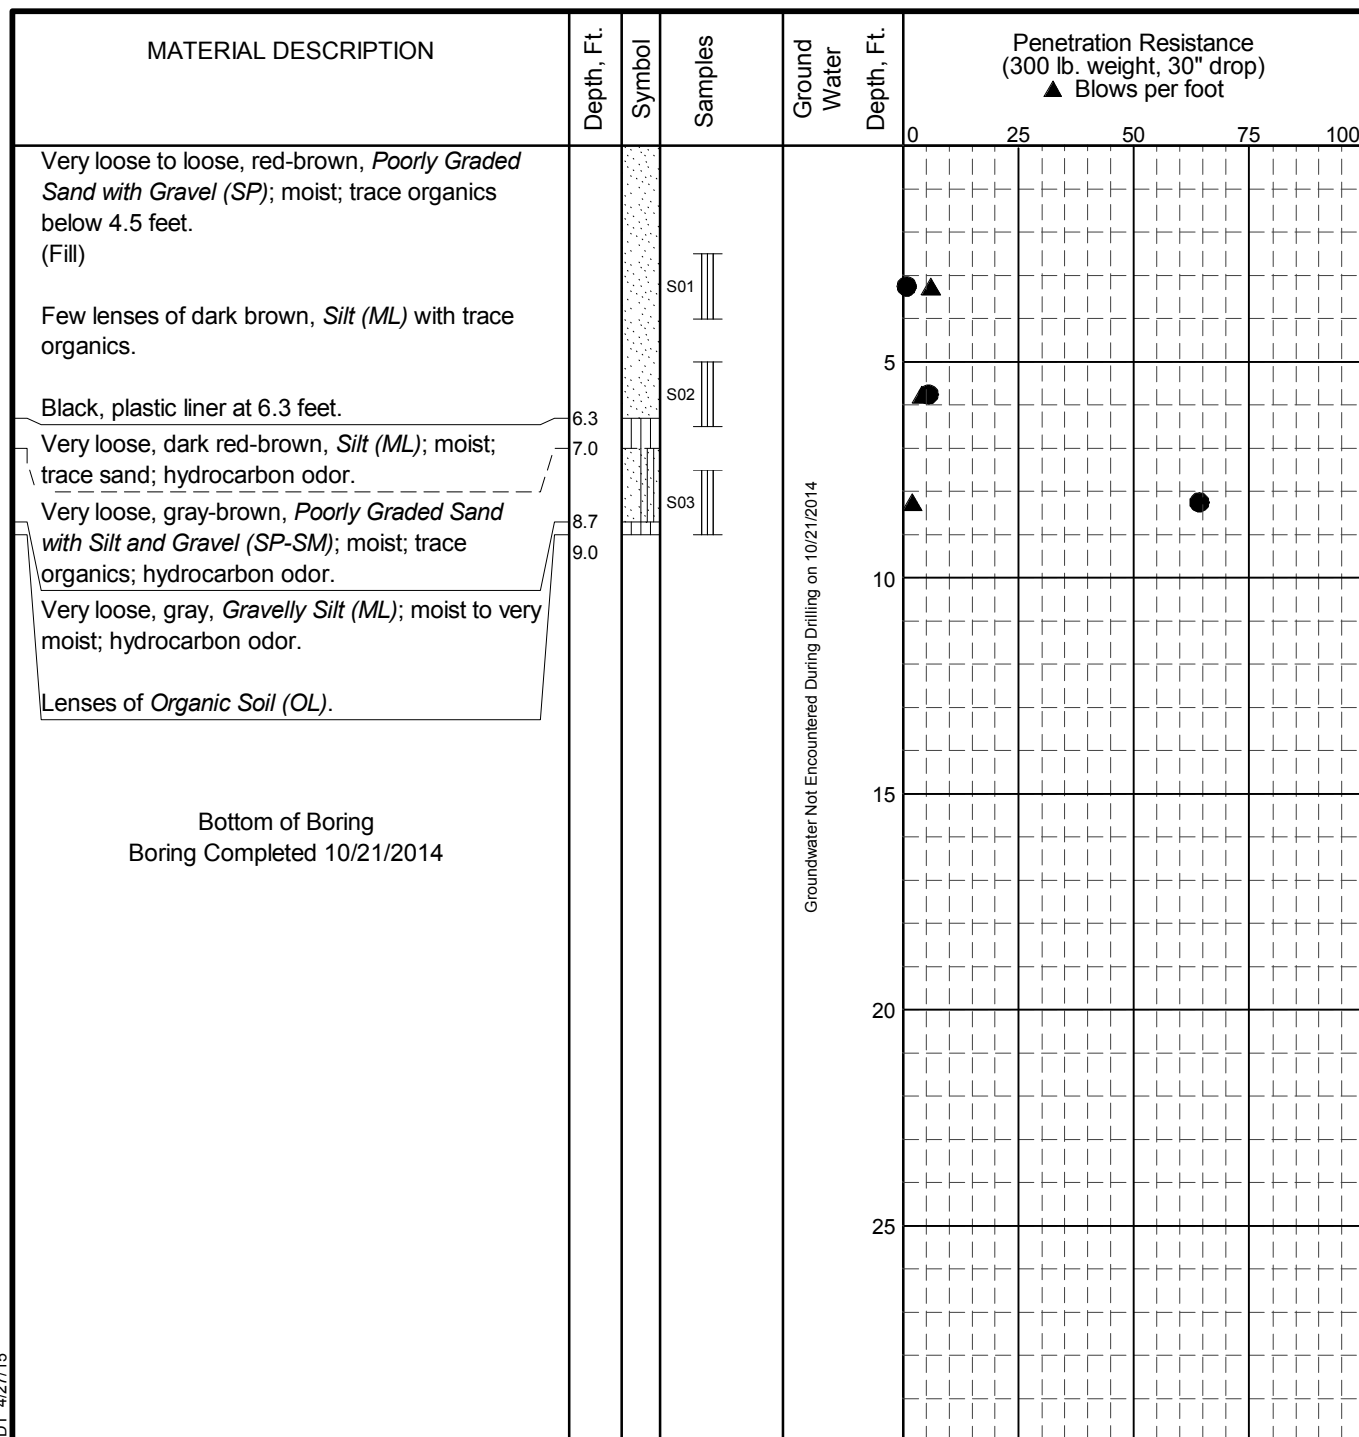 MATERIAL DESCRIPTION
Depth, Ft.
Symbol
Samples
Ground
Water
Depth, Ft.
Penetration Resistance
(300 lb. weight, 30" drop)
▲ Blows per foot
0 25 50 75 100
Very loose to loose, red-brown, Poorly Graded
Sand with Gravel (SP); moist; trace organics
below 4.5 feet.
(Fill)
Few lenses of dark brown, Silt (ML) with trace
organics.
Black, plastic liner at 6.3 feet.
Very loose, dark red-brown, Silt (ML); moist;
trace sand; hydrocarbon odor.
Very loose, gray-brown, Poorly Graded Sand
with Silt and Gravel (SP-SM); moist; trace
organics; hydrocarbon odor.
Very loose, gray, Gravelly Silt (ML); moist to very
moist; hydrocarbon odor.
Lenses of Organic Soil (OL).
Bottom of Boring
Boring Completed 10/21/2014
6.3
7.0
8.7
9.0
S01
S02
S03
Groundwater Not Encountered During Drilling on 10/21/2014
5
10
15
20
25